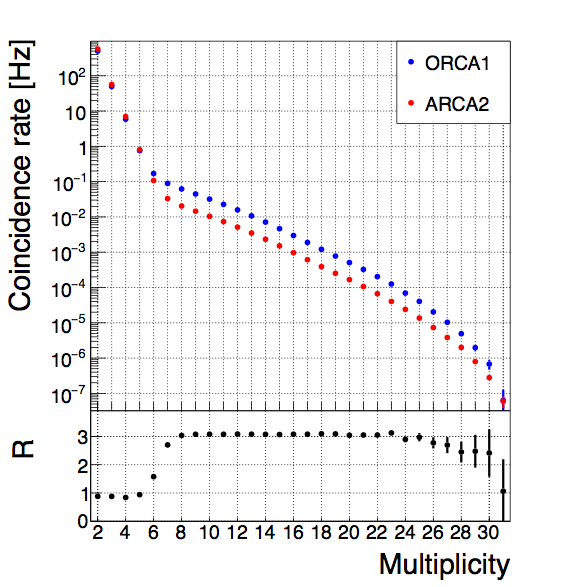 Coincidence rate [Hz]
ORCA1
ARCA2
10²
10
1
10⁻¹
10⁻²
10⁻³
10⁻⁴
10⁻⁵
10⁻⁶
10⁻⁷
R
3
2
1
0
2 4 6 8 10 12 14 16 18 20 22 24 26 28 30
Multiplicity